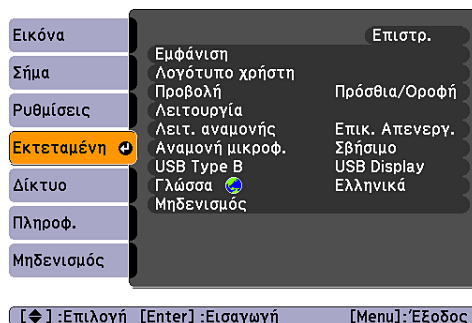 Εικόνα
Σήμα
Ρυθμίσεις
Εκτεταμένη
Δίκτυο
Πληροφ.
Μηδενισμός
Επιστρ.
Εμφάνιση
Λογότυπο χρήστη
Προβολή Πρόσθια/Οροφή
Λειτουργία
Λειτ. αναμονής Επικ. Απενεργ.
Αναμονή μικροφ. Σβήσιμο
USB Type B USB Display
Γλώσσα Ελληνικά
Μηδενισμός
[ ] :Επιλογή [Enter] :Εισαγωγή [Menu]:Έξοδος